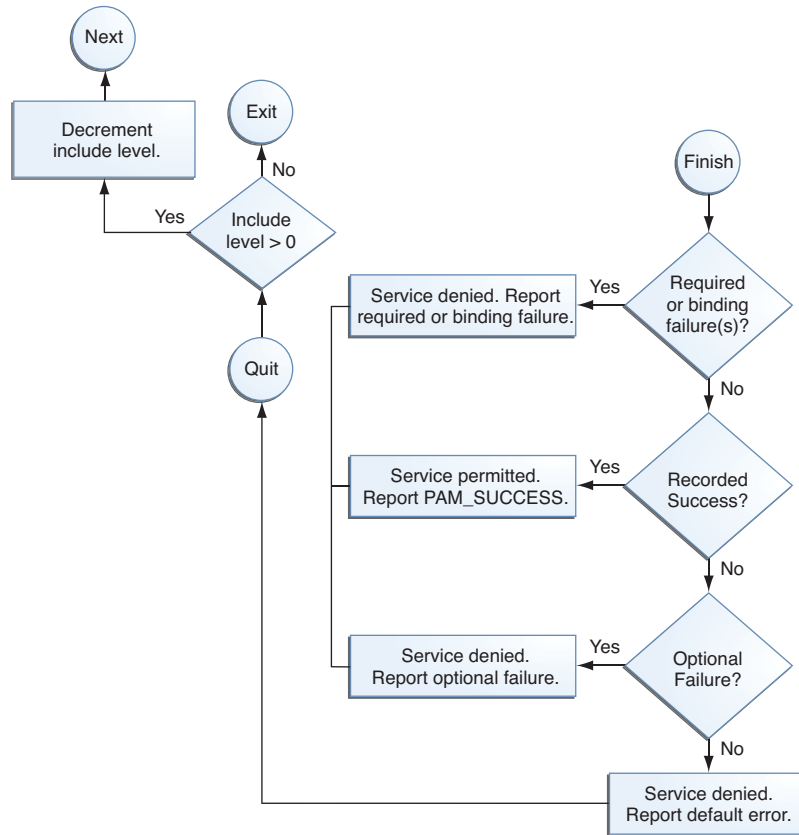 Next
Decrement
include level.
Exit
No
Yes
Include
level > 0
Quit
Finish
Required
or binding
failure(s)?
Yes
Service denied. Report
required or binding failure.
No
Recorded
Success?
Yes
Service permitted.
Report PAM_SUCCESS.
No
Optional
Failure?
Yes
Service denied.
Report optional failure.
No
Service denied.
Report default error.